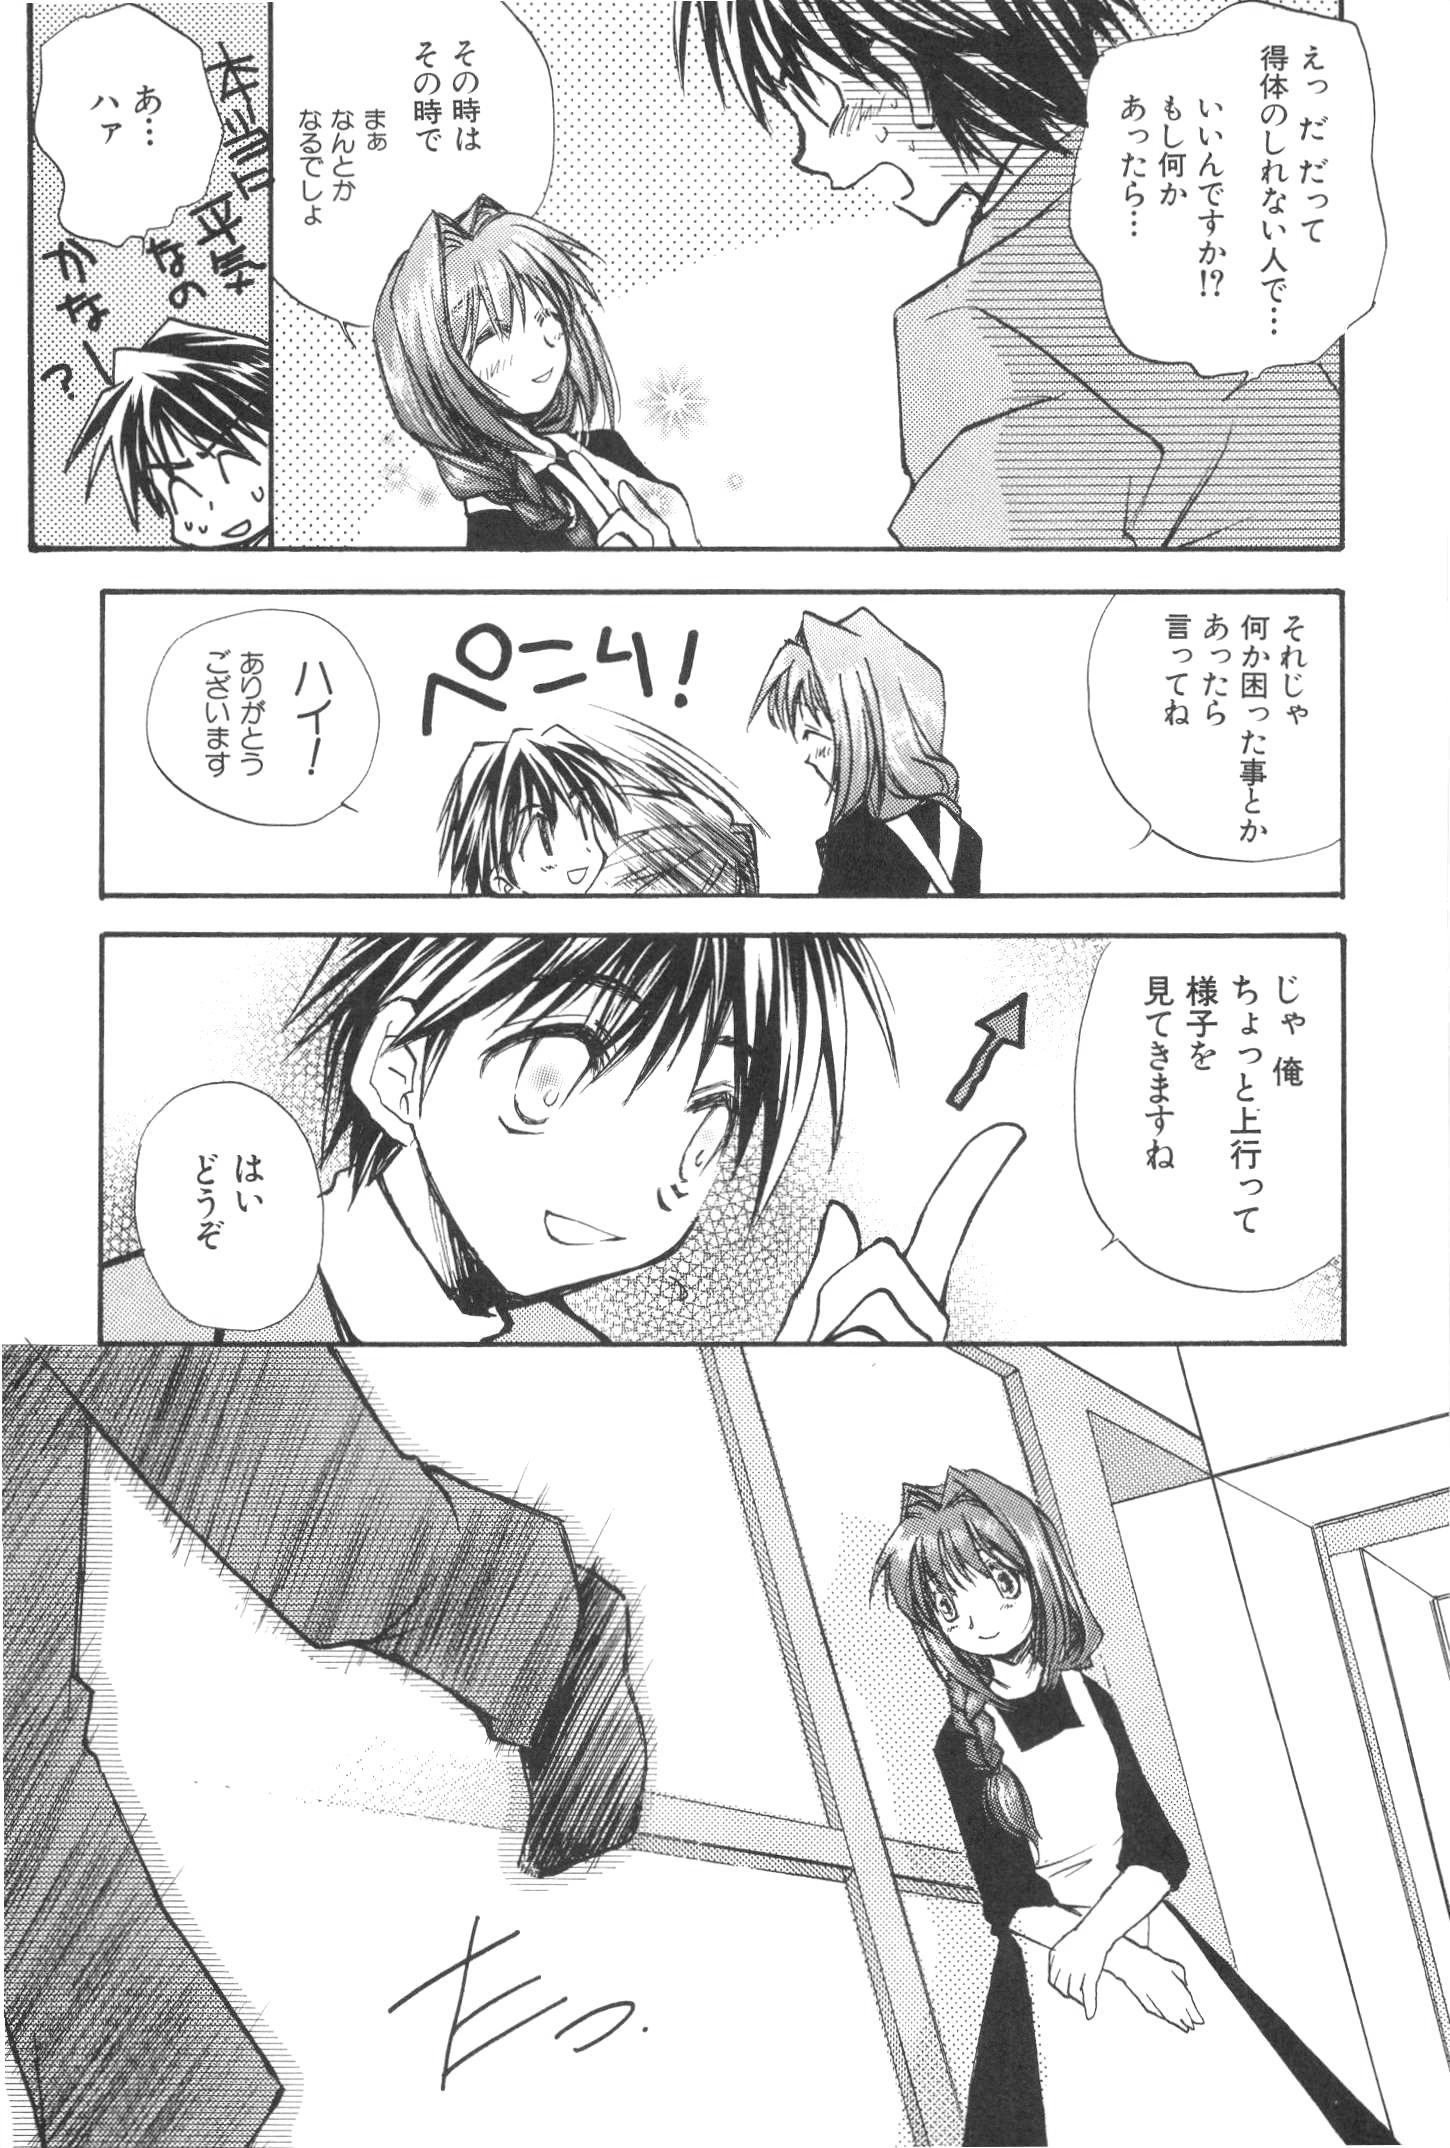 えっ だ だって
得体のしれない人で…
いいんですか!?
もし何か
あったら…
その時は
その時で
まぁ
なんとか
なるでしょ
あ…
ハァ
本当に
平気
なの
かなー
?
それじゃ
何か困った事とか
あったら
言ってね
ペこり!
ハイ!
ありがとう
ございます
じゃ 俺
ちょっと上行って
様子を
見てきますね
はい
どうぞ